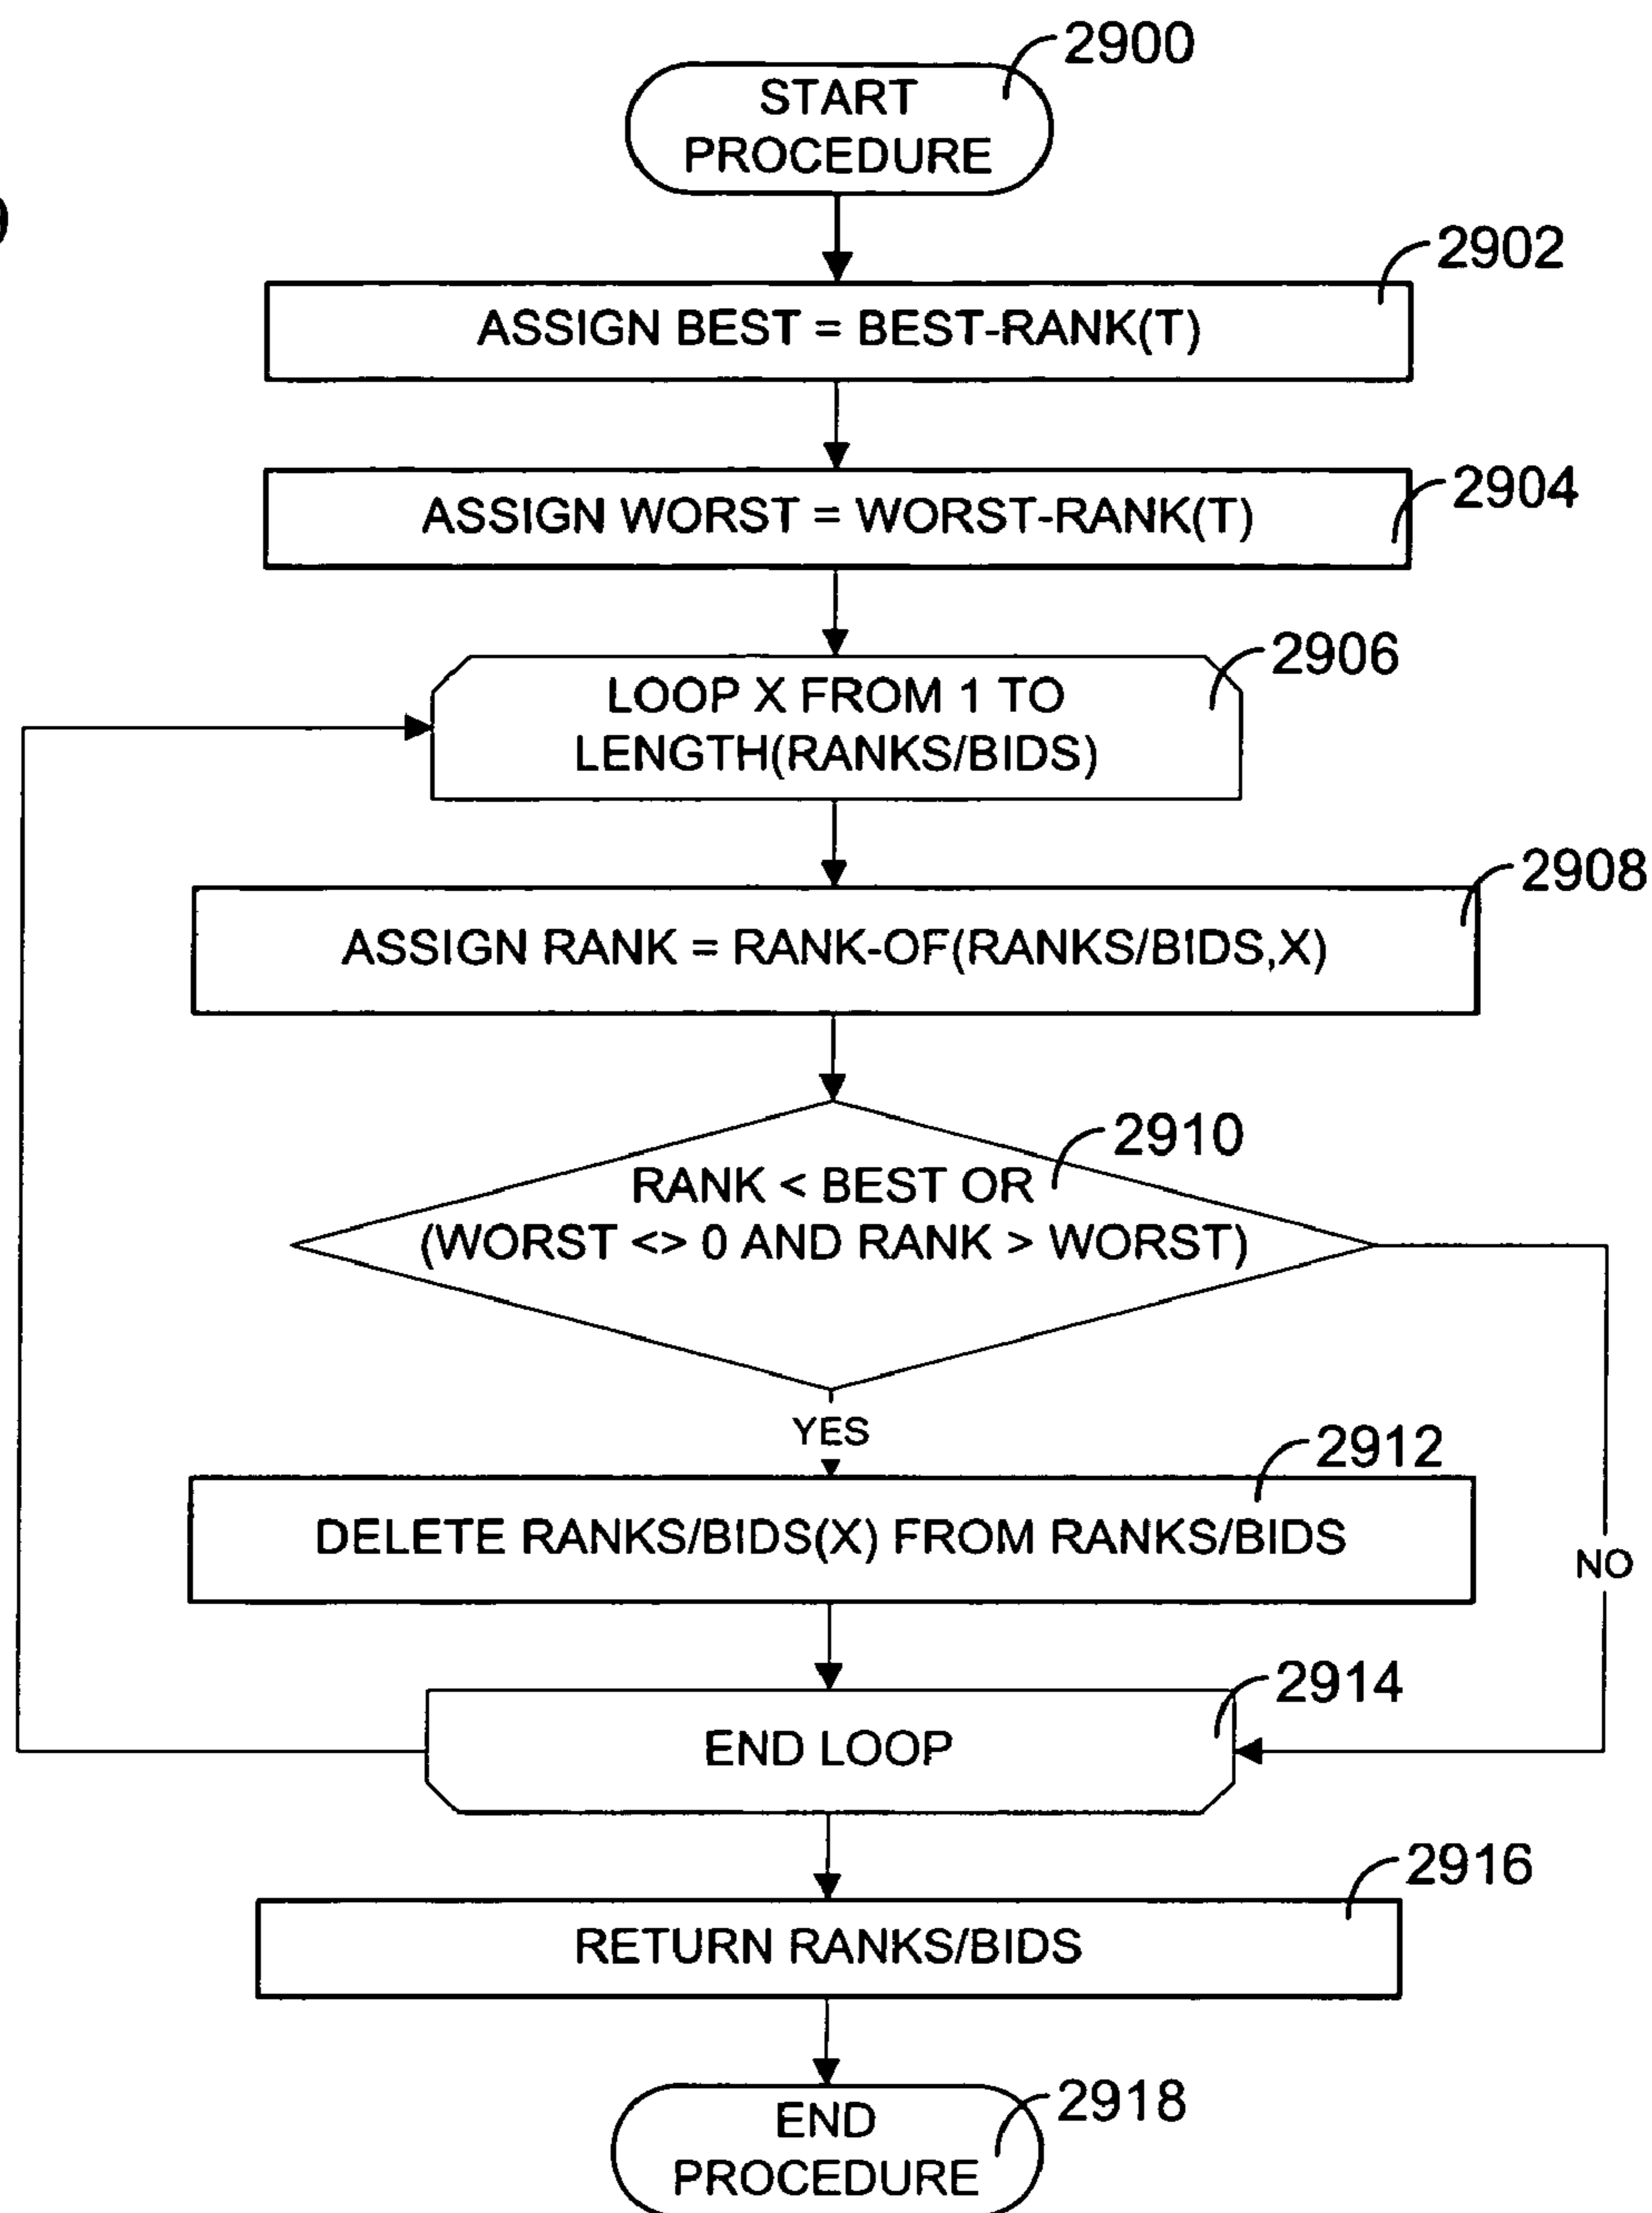 2900
START
PROCEDURE
2902
ASSIGN BEST = BEST-RANK(T)
2904
ASSIGN WORST = WORST-RANK(T)
2906
LOOP X FROM 1 TO
LENGTH(RANKS/BIDS)
2908
ASSIGN RANK = RANK-OF(RANKS/BIDS,X)
2910
RANK < BEST OR
(WORST <> 0 AND RANK > WORST)
YES
2912
DELETE RANKS/BIDS(X) FROM RANKS/BIDS
NO
2914
END LOOP
2916
RETURN RANKS/BIDS
2918
END
PROCEDURE